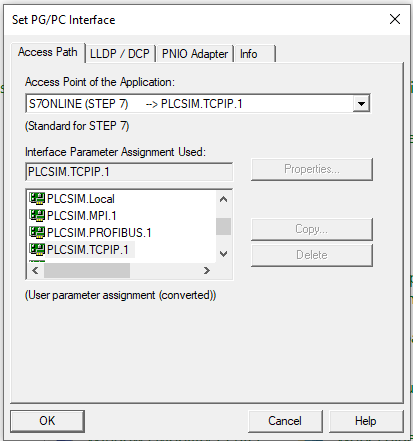 Set PG/PC Interface
Access Path LLDP / DCP PNIO Adapter Info
Access Point of the Application:
S7ONLINE (STEP 7) --> PLCSIM.TCPIP.1
(Standard for STEP 7)
Interface Parameter Assignment Used:
PLCSIM.TCPIP.1
Properties...
PLCSIM.Local
PLCSIM.MPI.1
PLCSIM.PROFIBUS.1
PLCSIM.TCPIP.1
Copy...
Delete
(User parameter assignment (converted))
OK Cancel Help